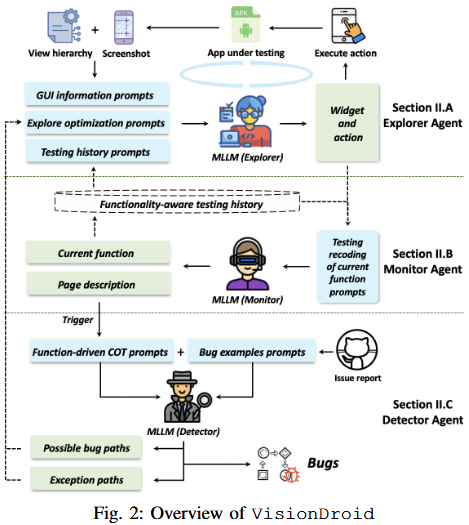 APK
View hierarchy
Screenshot
App under testing
Execute action
GUI information prompts
Explore optimization prompts
Testing history prompts
MLLM (Explorer)
Widget
and
action
Section II.A
Explorer Agent
Functionality-aware testing history
Current function
Page description
MLLM (Monitor)
Testing
recoding
of current
function
prompts
Section II.B
Monitor Agent
Trigger
Function-driven COT prompts
+
Bug examples prompts
Issue report
MLLM (Detector)
Section II.C
Detector Agent
Possible bug paths
Exception paths
Bugs
Fig. 2: Overview of VisionDroid